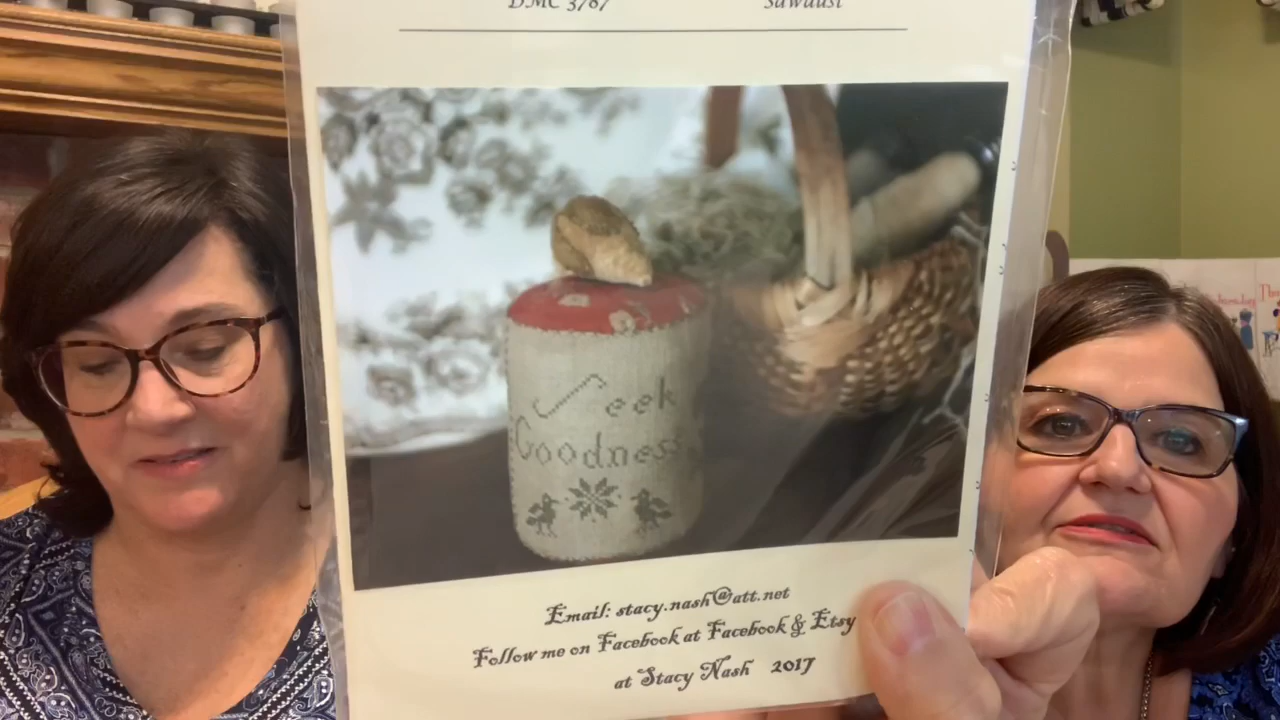 DMC 3787 Sawdust
Seek
Goodness
Email: stacy.nash@att.net
Follow me on Facebook at Facebook & Etsy
at Stacy Nash 2017